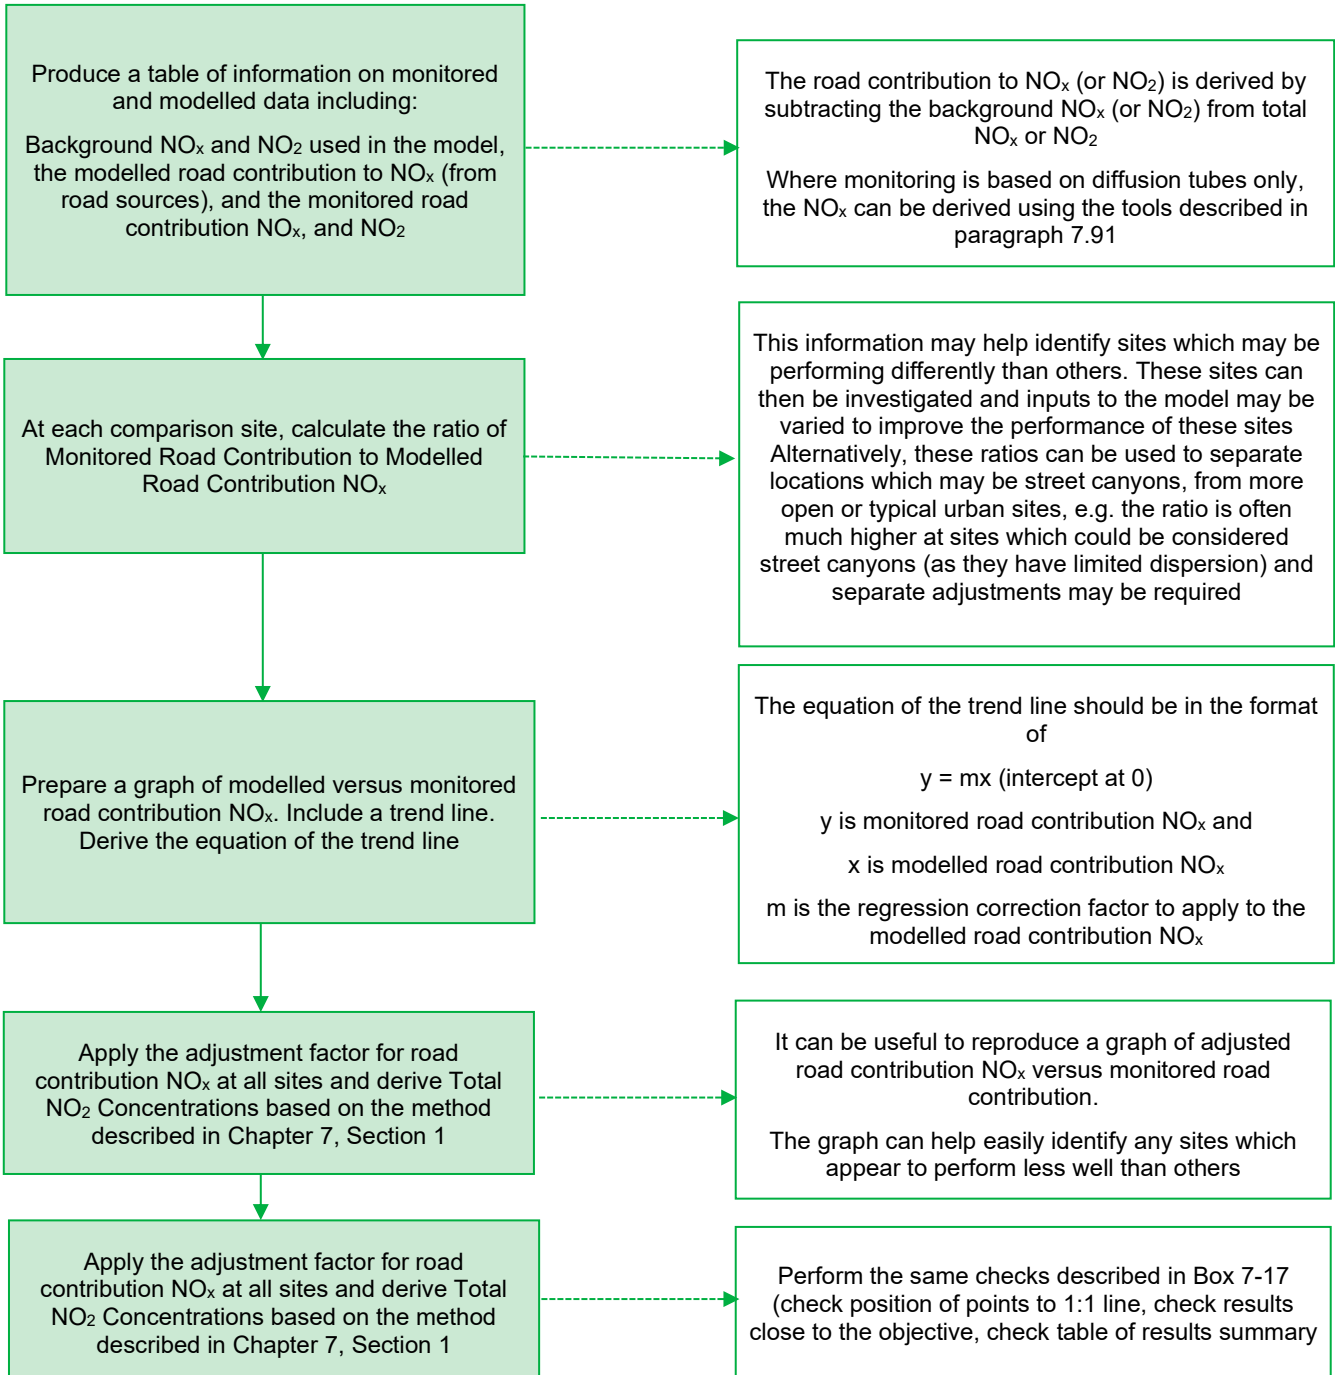 Produce a table of information on monitored
and modelled data including:
Background NOx and NO2 used in the model,
the modelled road contribution to NOx (from
road sources), and the monitored road
contribution NOx, and NO2
The road contribution to NOx (or NO2) is derived by
subtracting the background NOx (or NO2) from total
NOx or NO2
Where monitoring is based on diffusion tubes only,
the NOx can be derived using the tools described in
paragraph 7.91
At each comparison site, calculate the ratio of
Monitored Road Contribution to Modelled
Road Contribution NOx
This information may help identify sites which may be
performing differently than others. These sites can
then be investigated and inputs to the model may be
varied to improve the performance of these sites
Alternatively, these ratios can be used to separate
locations which may be street canyons, from more
open or typical urban sites, e.g. the ratio is often
much higher at sites which could be considered
street canyons (as they have limited dispersion) and
separate adjustments may be required
Prepare a graph of modelled versus monitored
road contribution NOx. Include a trend line.
Derive the equation of the trend line
The equation of the trend line should be in the format
of
y = mx (intercept at 0)
y is monitored road contribution NOx and
x is modelled road contribution NOx
m is the regression correction factor to apply to the
modelled road contribution NOx
Apply the adjustment factor for road
contribution NOx at all sites and derive Total
NO2 Concentrations based on the method
described in Chapter 7, Section 1
It can be useful to reproduce a graph of adjusted
road contribution NOx versus monitored road
contribution.
The graph can help easily identify any sites which
appear to perform less well than others
Apply the adjustment factor for road
contribution NOx at all sites and derive Total
NO2 Concentrations based on the method
described in Chapter 7, Section 1
Perform the same checks described in Box 7-17
(check position of points to 1:1 line, check results
close to the objective, check table of results summary